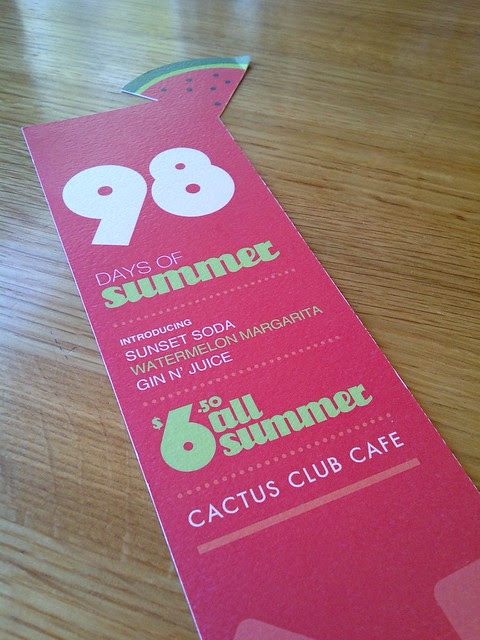 98
DAYS OF
summer
INTRODUCING
SUNSET SODA
WATERMELON MARGARITA
GIN N' JUICE
$6.50 all
summer
CACTUS CLUB CAFE